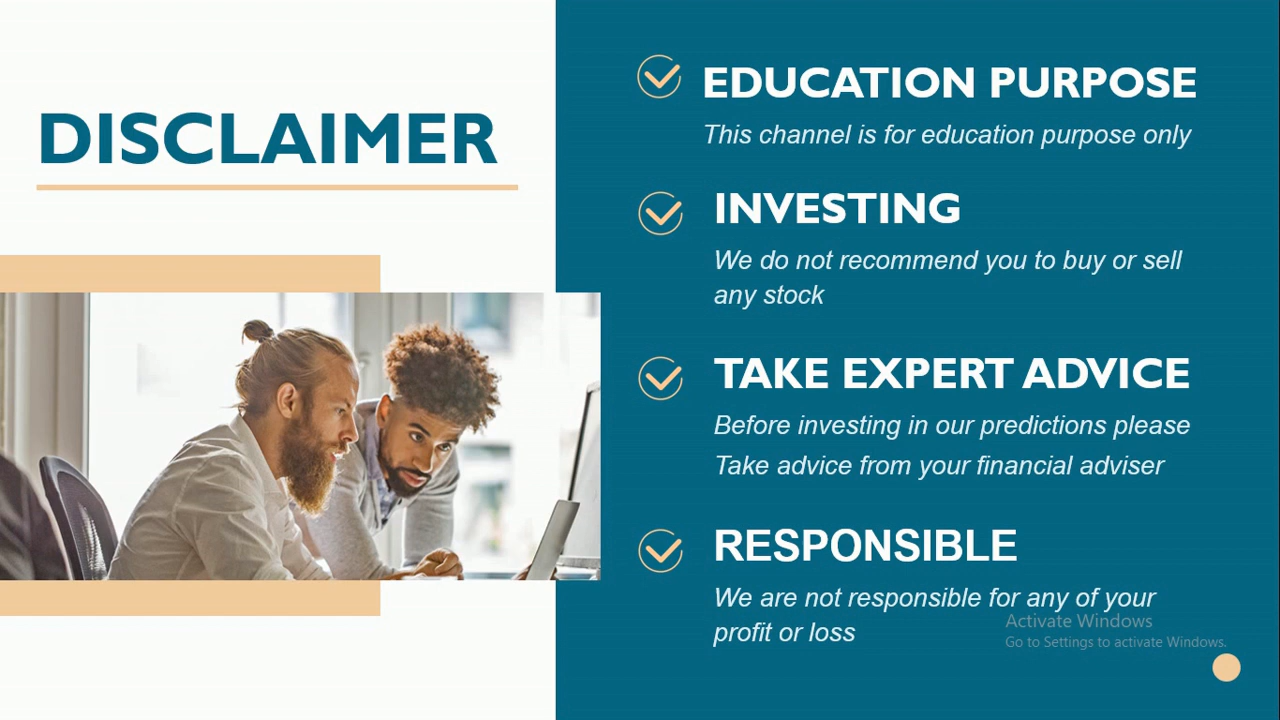 DISCLAIMER
EDUCATION PURPOSE
This channel is for education purpose only
INVESTING
We do not recommend you to buy or sell
any stock
TAKE EXPERT ADVICE
Before investing in our predictions please
Take advice from your financial adviser
RESPONSIBLE
We are not responsible for any of your
profit or loss
Activate Windows
Go to Settings to activate Windows.